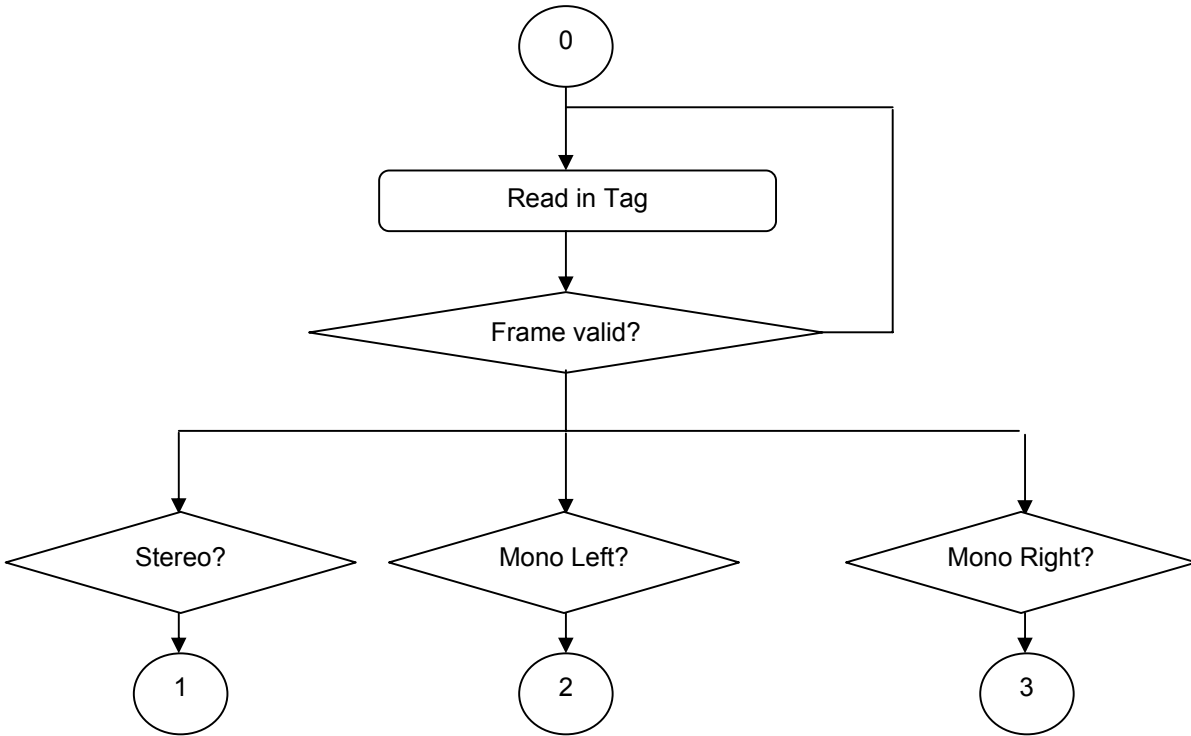 0
Read in Tag
Frame valid?
Stereo?
Mono Left?
Mono Right?
1
2
3